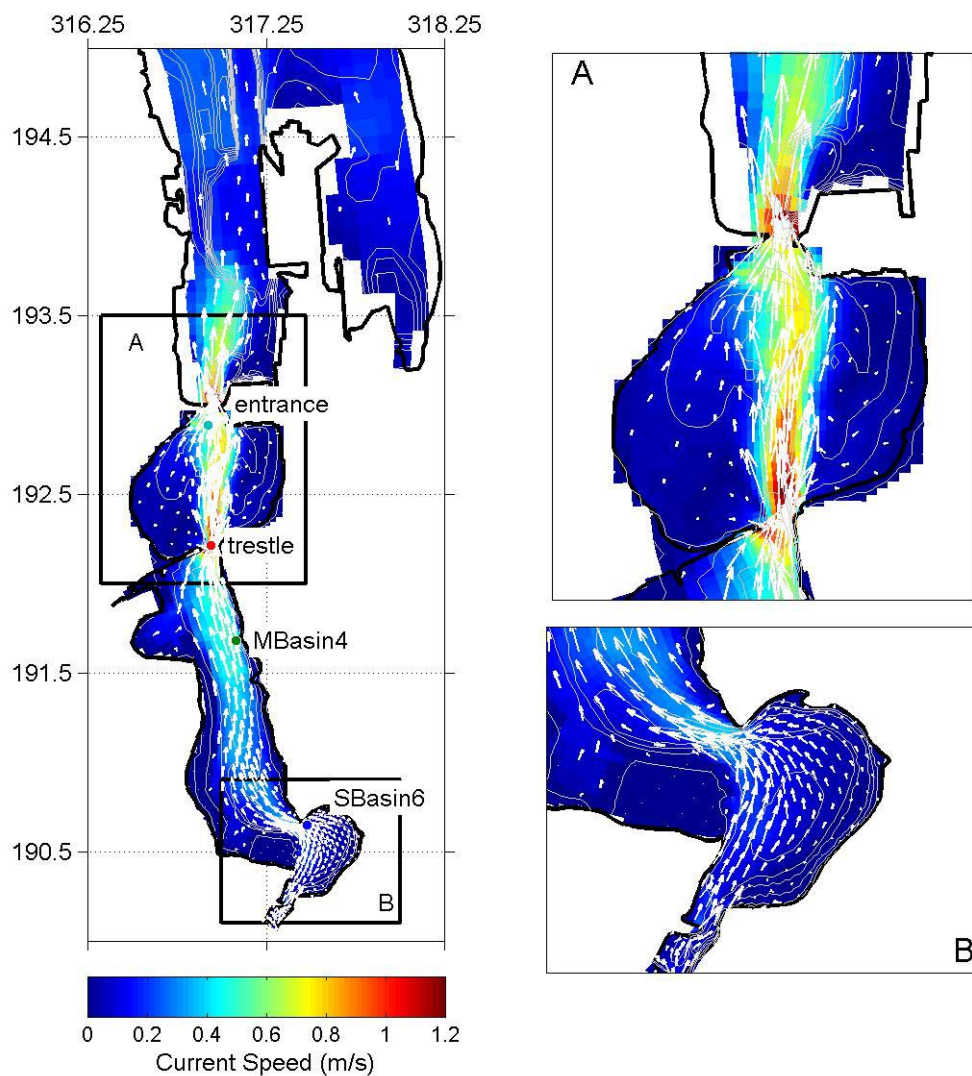 316.25 317.25 318.25
194.5
193.5
192.5
191.5
190.5
A
entrance
trestle
MBasin4
SBasin6
B
0 0.2 0.4 0.6 0.8 1 1.2
Current Speed (m/s)
A
B